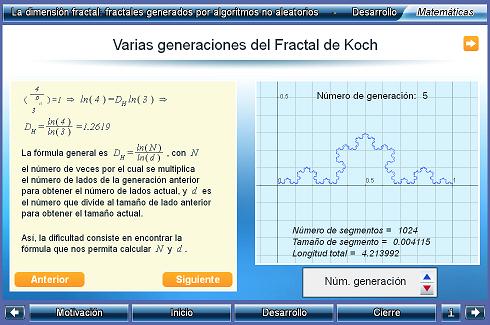 La dimensión fractal: fractales generados por algoritmos no aleatorios - Desarrollo Matemáticas
Varias generaciones del Fractal de Koch
(4/3^D_H)=1 ⇒ ln(4)=D_H ln(3) ⇒
D_H = ln(4)/ln(3) =1.2619
La fórmula general es D_H = ln(N)/ln(d) , con N
el número de veces por el cual se multiplica
el número de lados de la generación anterior
para obtener el número de lados actual, y d es
el número que divide al tamaño de lado anterior
para obtener el tamaño actual.
Así, la dificultad consiste en encontrar la
fórmula que nos permita calcular N y d .
Anterior Siguiente
0.5
Número de generación: 5
0 0.5 1
Número de segmentos = 1024
Tamaño de segmento = 0.004115
Longitud total = 4.213992
Núm. generación
Motivación Inicio Desarrollo Cierre i